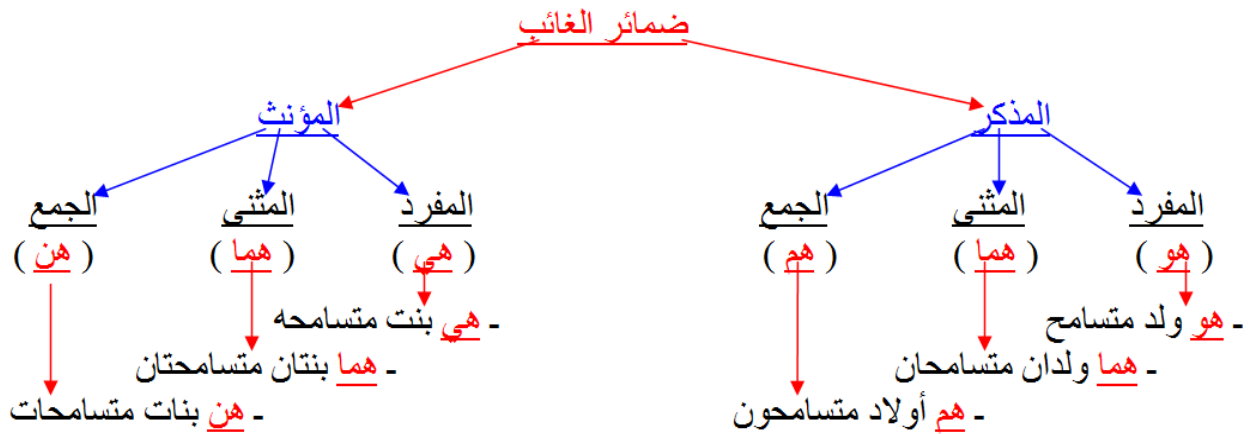 ضمائر الغائب
المذكر المؤنث
المفرد المثنى الجمع المفرد المثنى الجمع
( هو ) ( هما ) ( هم ) ( هي ) ( هما ) ( هن )
- هو ولد متسامح - هي بنت متسامحه
- هما ولدان متسامحان - هما بنتان متسامحتان
- هم أولاد متسامحون - هن بنات متسامحات